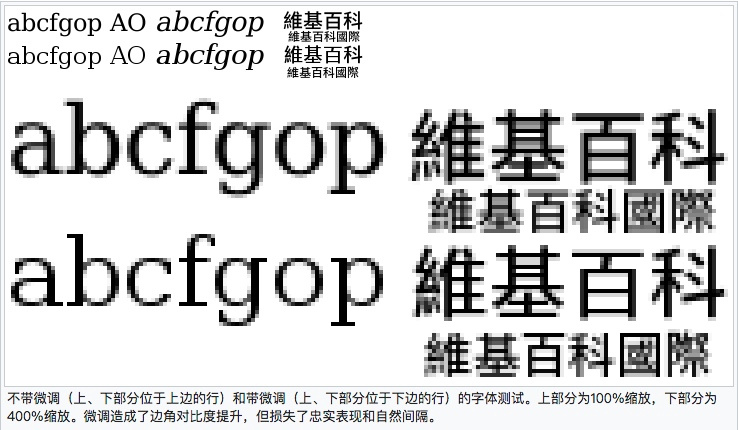 abcfgop AO abcfgop 維基百科
維基百科國際
abcfgop AO abcfgop 維基百科
維基百科國際
abcfgop 維基百科
維基百科國際
abcfgop 維基百科
維基百科國際
不带微调（上、下部分位于上边的行）和带微调（上、下部分位于下边的行）的字体测试。上部分为100%缩放，下部分为
400%缩放。微调造成了边角对比度提升，但损失了忠实表现和自然间隔。